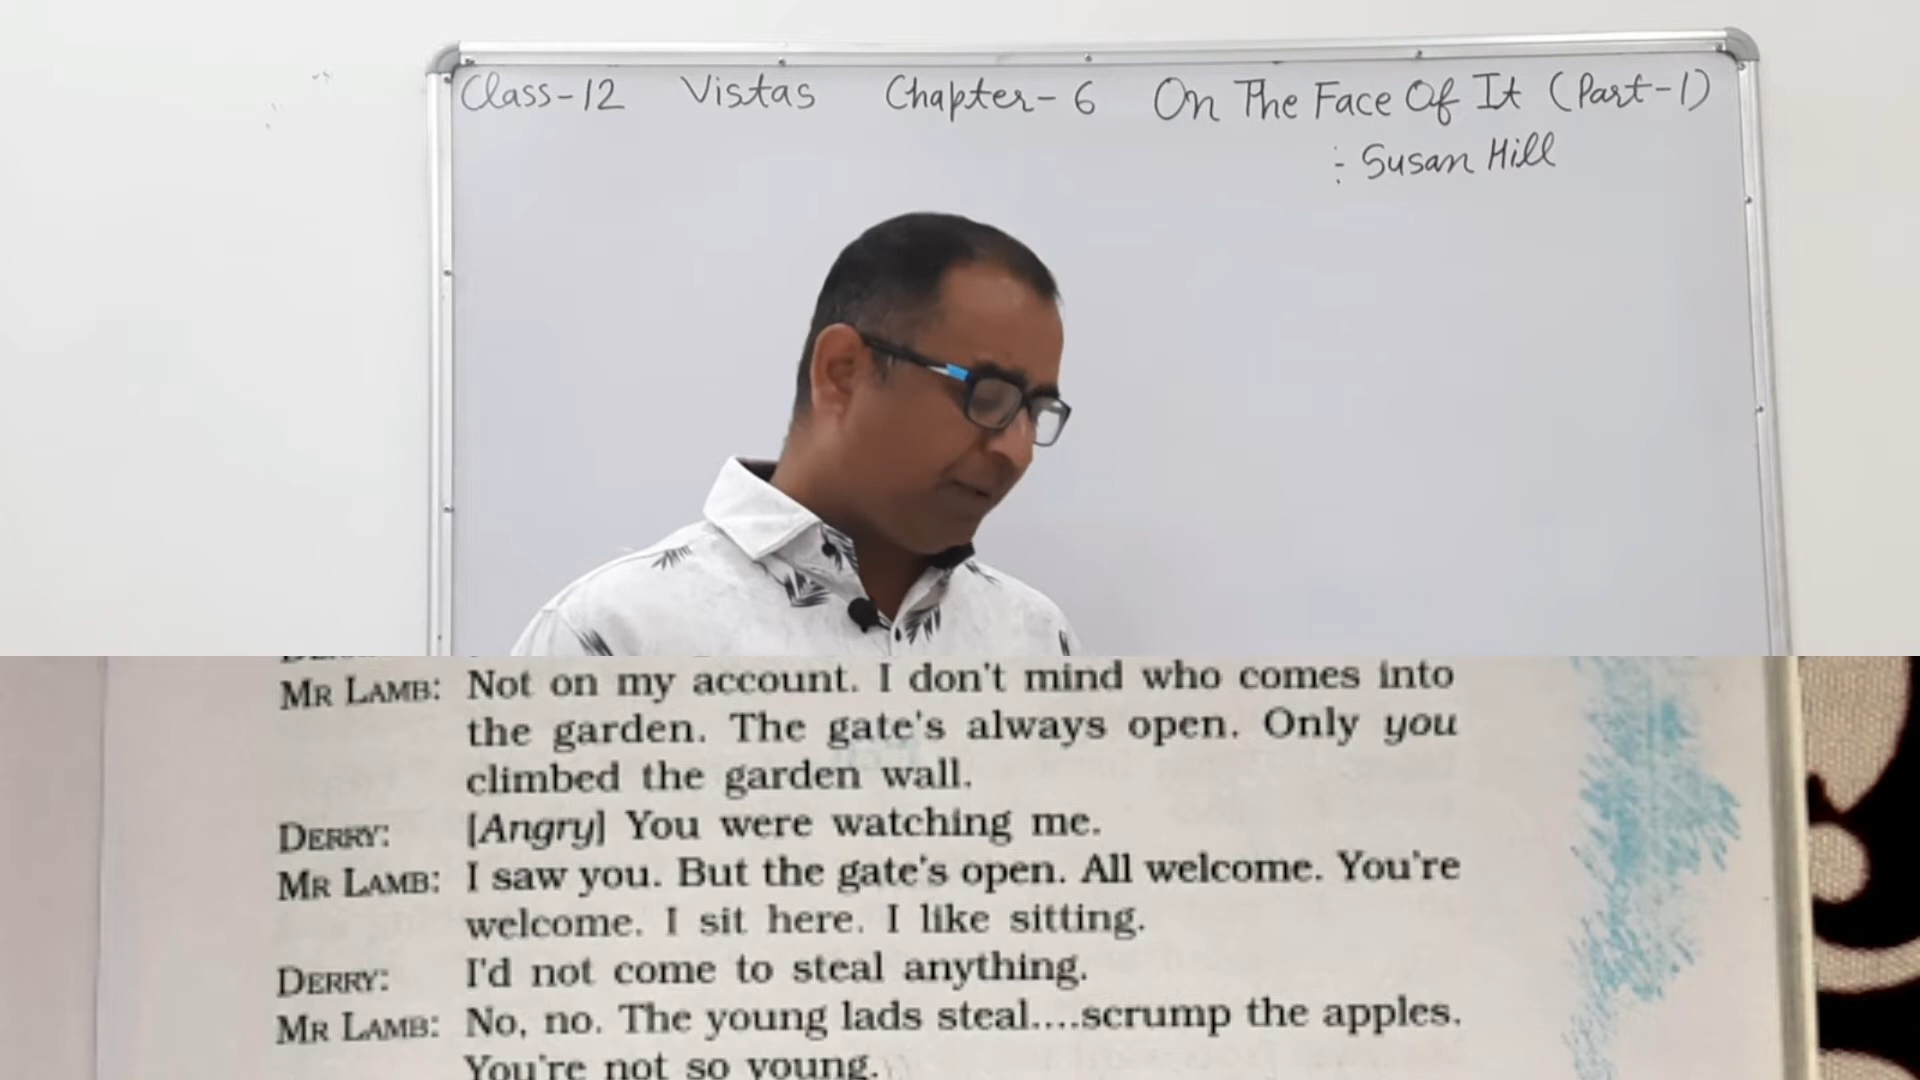 Class-12 Vistas Chapter-6 On The Face Of It (Part-1)
: Susan Hill
MR LAMB: Not on my account. I don't mind who comes into
the garden. The gate's always open. Only you
climbed the garden wall.
DERRY: [Angry] You were watching me.
MR LAMB: I saw you. But the gate's open. All welcome. You're
welcome. I sit here. I like sitting.
DERRY: I'd not come to steal anything.
MR LAMB: No, no. The young lads steal....scrump the apples.
You're not so young.